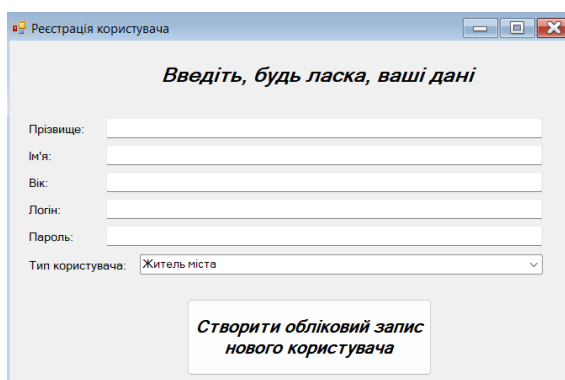 Реєстрація користувача
Введіть, будь ласка, ваші дані
Прізвище:
Ім'я:
Вік:
Логін:
Пароль:
Тип користувача: Житель міста
Створити обліковий запис
нового користувача